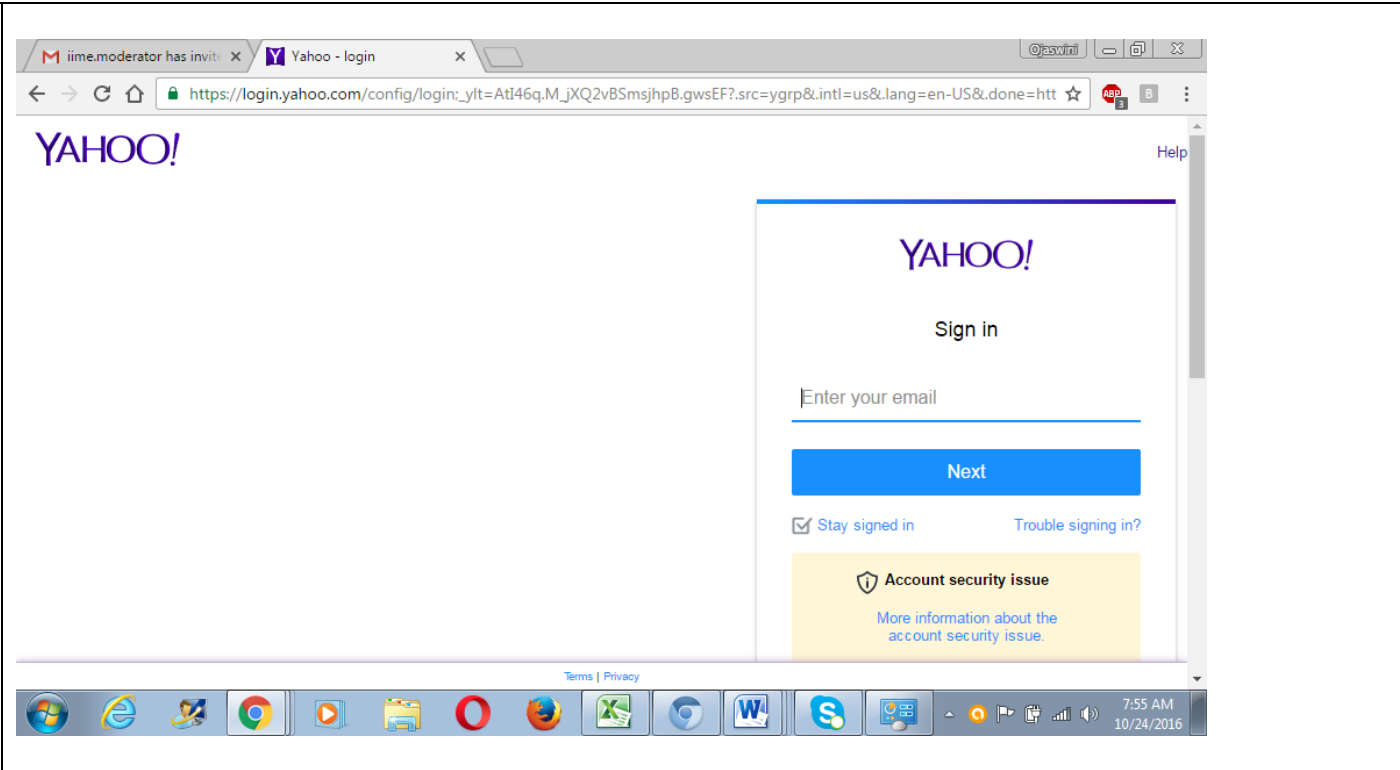 iime.moderator has invite
Yahoo - login
Ojaswini
https://login.yahoo.com/config/login;_ylt=AtI46q.M_jXQ2vBSmsjhpB.gwsEF?.src=ygrp&.intl=us&.lang=en-US&.done=htt
ABP
3
B
YAHOO!
Help
YAHOO!
Sign in
Enter your email
Next
Stay signed in
Trouble signing in?
Account security issue
More information about the
account security issue.
Terms | Privacy
7:55 AM
10/24/2016